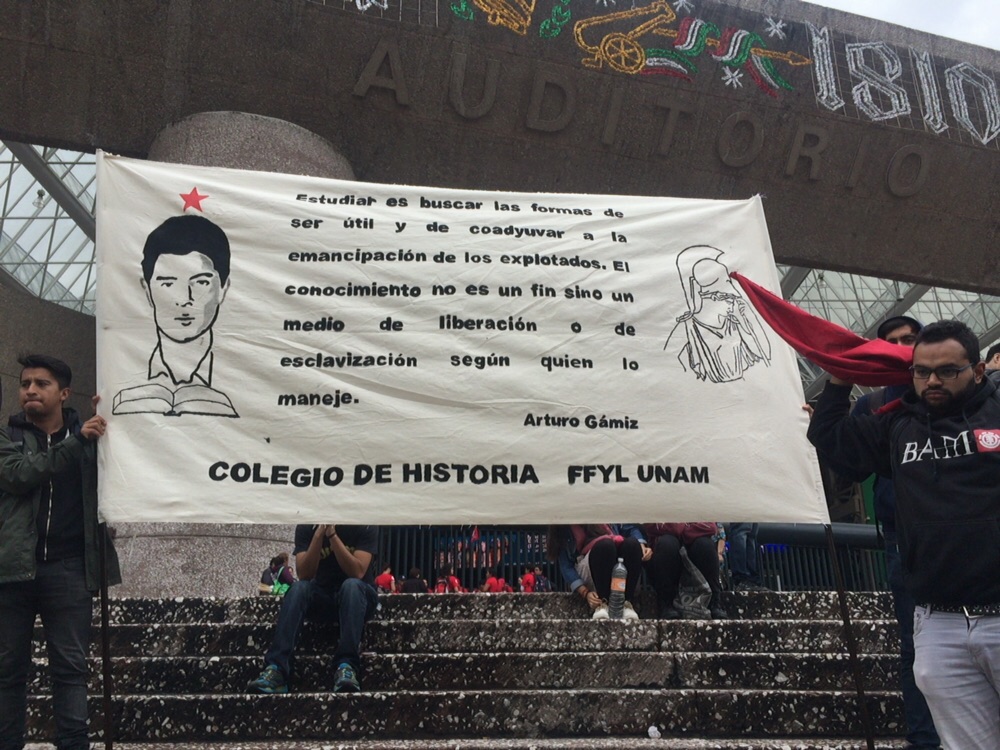 1810
AUDITORIO
Estudiar es buscar las formas de
ser útil y de coadyuvar a la
emancipación de los explotados. El
conocimiento no es un fin sino un
medio de liberación o de
esclavización según quien lo
maneje.
Arturo Gámiz
COLEGIO DE HISTORIA FFYL UNAM